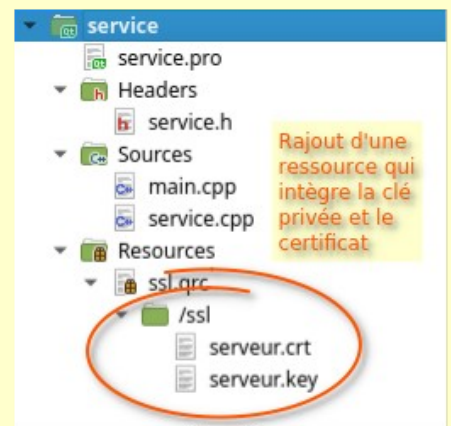 service
service.pro
Headers
service.h
Sources
main.cpp
service.cpp
Resources
ssl.qrc
/ssl
serveur.crt
serveur.key
Rajout d'une
ressource qui
intègre la clé
privée et le
certificat